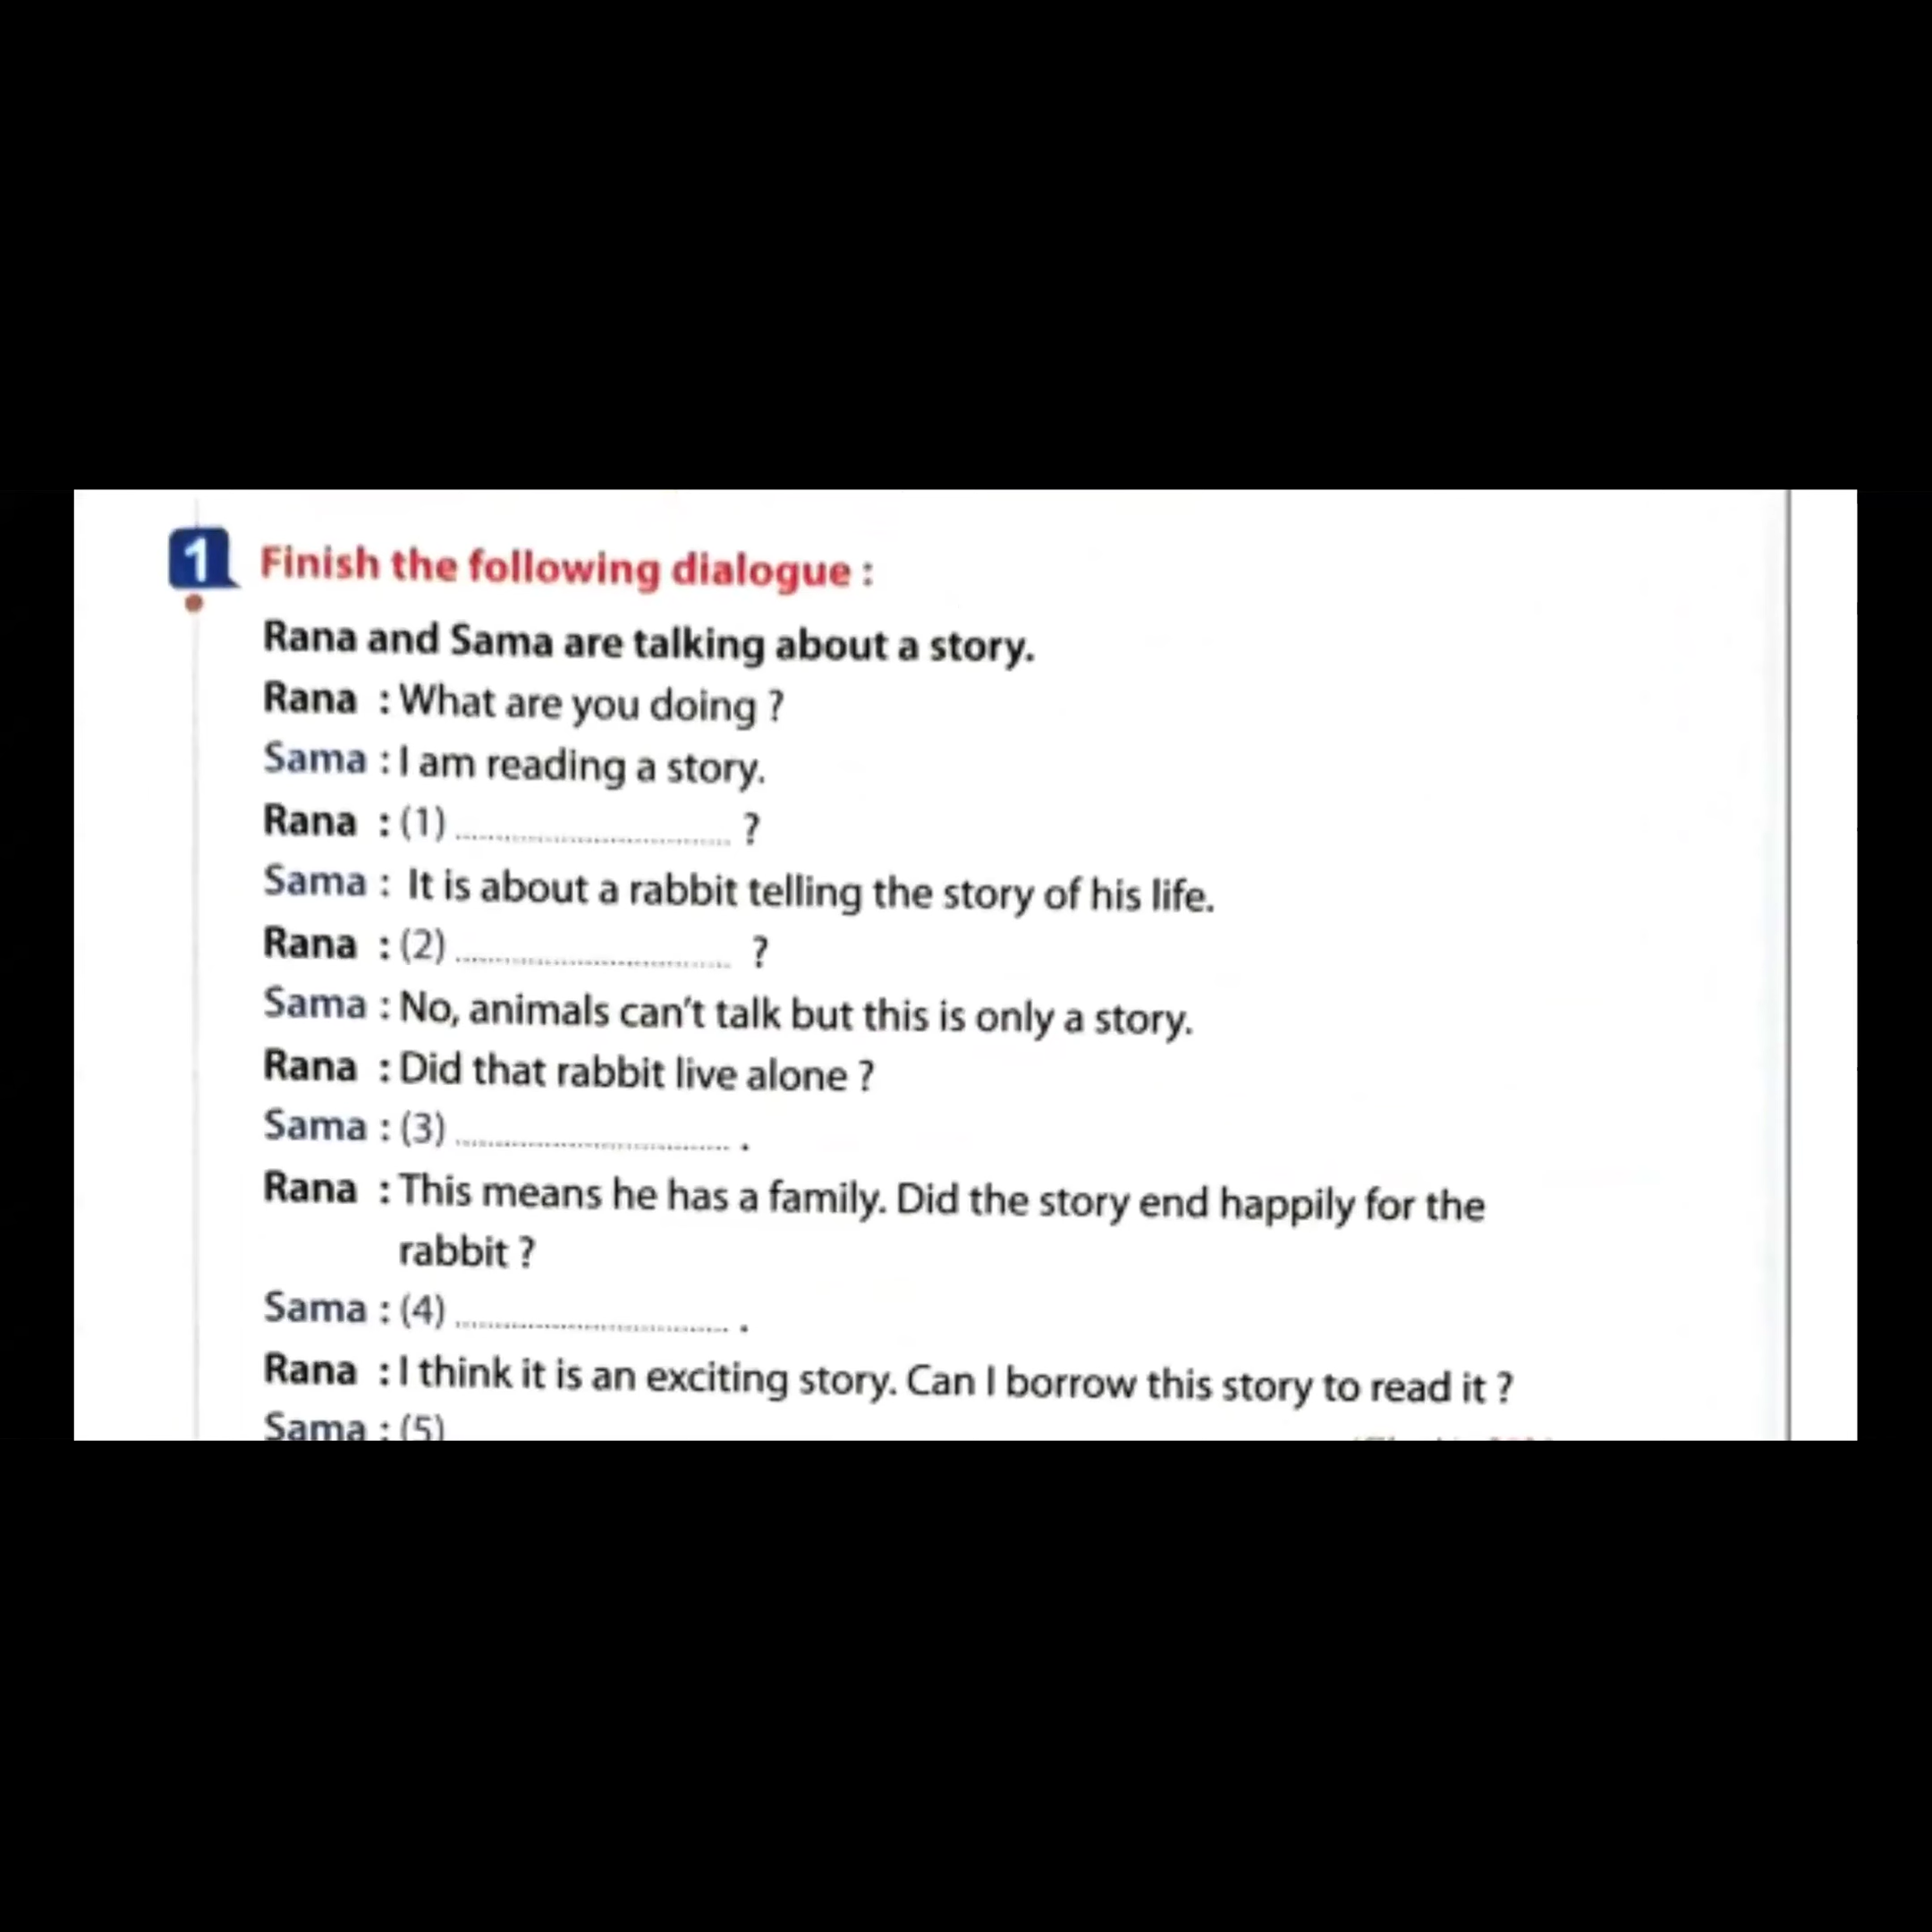 1 Finish the following dialogue :
Rana and Sama are talking about a story.
Rana : What are you doing ?
Sama : I am reading a story.
Rana : (1) .............................. ?
Sama : It is about a rabbit telling the story of his life.
Rana : (2) .............................. ?
Sama : No, animals can't talk but this is only a story.
Rana : Did that rabbit live alone ?
Sama : (3) .............................. .
Rana : This means he has a family. Did the story end happily for the
rabbit ?
Sama : (4) .............................. .
Rana : I think it is an exciting story. Can I borrow this story to read it ?
Sama : (5)